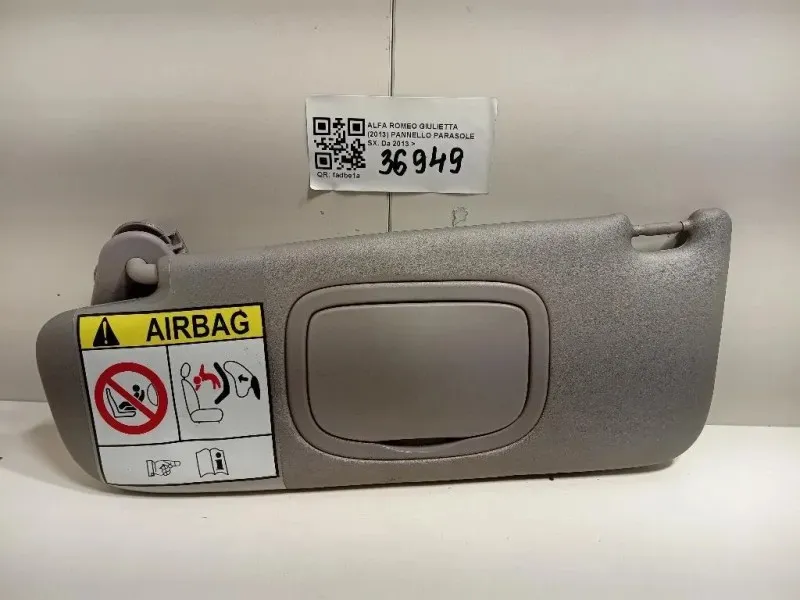 ALFA ROMEO GIULIETTA
(2013) PANNELLO PARASOLE
SX. Da 2013 >
36949
QR: fadbe1a
AIRBAG